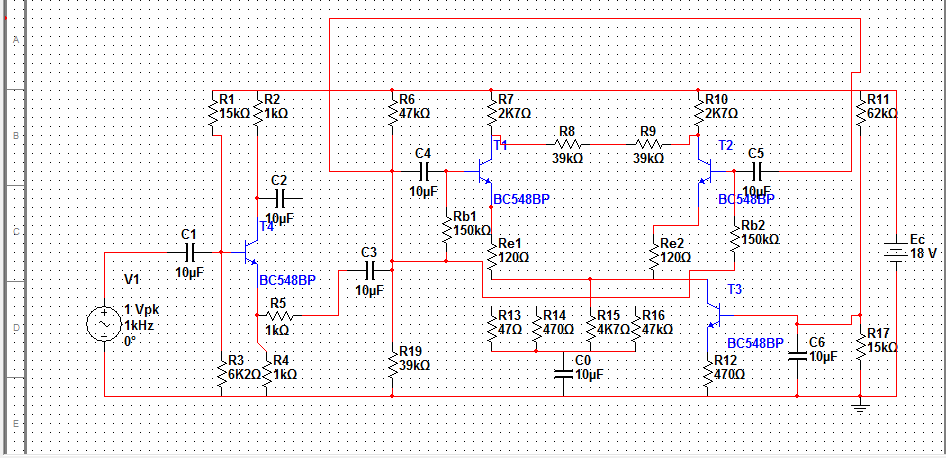 A
B
C
D
E
R1
15kΩ
R2
1kΩ
R6
47kΩ
R7
2K7Ω
R10
2K7Ω
R11
62kΩ
R8
39kΩ
R9
39kΩ
T1
T2
C4
10µF
C5
10µF
BC548BP
BC548BP
C2
10µF
T4
Rb1
150kΩ
Rb2
150kΩ
C1
10µF
Re1
120Ω
Re2
120Ω
Ec
18 V
C3
10µF
BC548BP
V1
1 Vpk
1kHz
0°
R5
1kΩ
T3
R13
47Ω
R14
470Ω
R15
4K7Ω
R16
47kΩ
BC548BP
C6
10µF
R17
15kΩ
R3
6K2Ω
R4
1kΩ
R19
39kΩ
C0
10µF
R12
470Ω